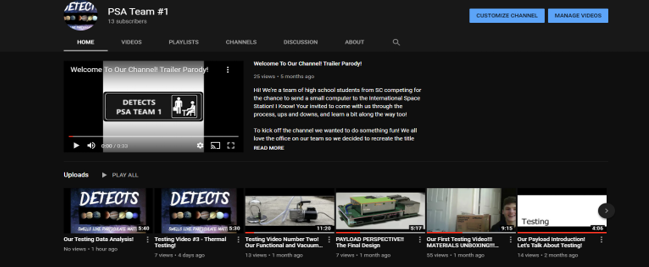 DETECTS
PSA Team #1
13 subscribers
CUSTOMIZE CHANNEL
MANAGE VIDEOS
HOME
VIDEOS
PLAYLISTS
CHANNELS
DISCUSSION
ABOUT
Welcome To Our Channel! Trailer Parody!
DETECTS
PSA TEAM 1
0:00 / 0:33
Welcome To Our Channel! Trailer Parody!
25 views • 5 months ago
Hi! We're a team of high school students from SC competing for
the chance to send a small computer to the International Space
Station! I Know! Your invited to come with us through the
process, ups and downs, and learn a bit along the way too!
To kick off the channel we wanted to do something fun! We all
love the office on our team so we decided to recreate the title
READ MORE
Uploads
PLAY ALL
DETECTS
5:40
Our Testing Data Analysis!
No views • 1 hour ago
DETECTS
5:30
Testing Video #3 - Thermal
Testing!
7 views • 4 days ago
11:29
Testing Video Number Two!
Our Functional and Vacuum...
13 views • 1 month ago
5:17
PAYLOAD PERSPECTIVE!!
The Final Design
7 views • 1 month ago
9:15
Our First Testing Video!!!
MATERIALS UNBOXING!!!...
55 views • 1 month ago
Testing
4:06
Our Payload Introduction!
Let's Talk About Testing!
12 views • 2 months ago